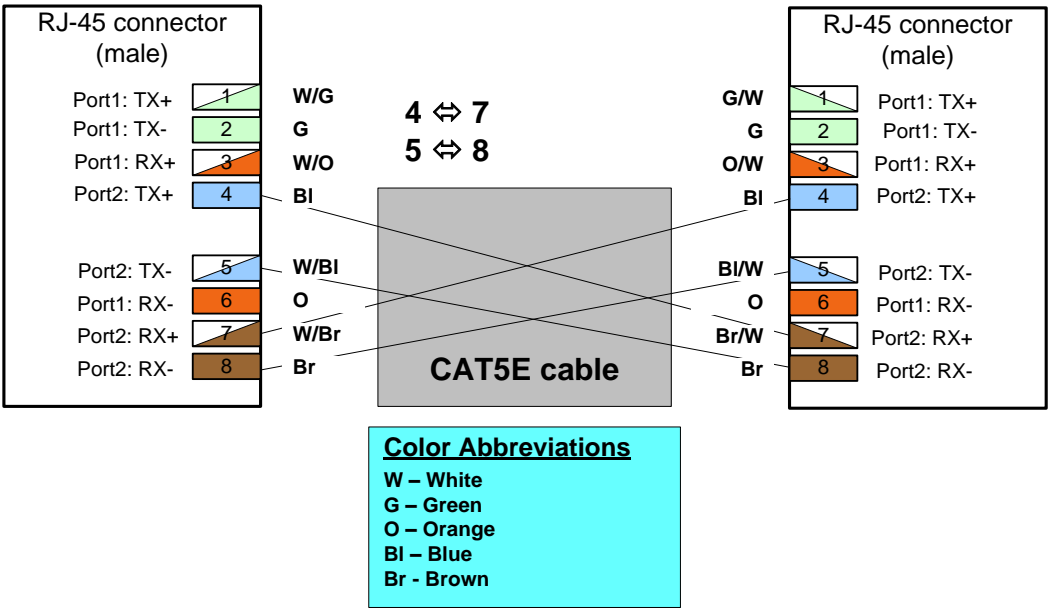 RJ-45 connector
(male)
Port1: TX+ 1 W/G
Port1: TX- 2 G
Port1: RX+ 3 W/O
Port2: TX+ 4 Bl
Port2: TX- 5 W/Bl
Port1: RX- 6 O
Port2: RX+ 7 W/Br
Port2: RX- 8 Br
4 ⇔ 7
5 ⇔ 8
CAT5E cable
RJ-45 connector
(male)
G/W 1 Port1: TX+
G 2 Port1: TX-
O/W 3 Port1: RX+
Bl 4 Port2: TX+
Bl/W 5 Port2: TX-
O 6 Port1: RX-
Br/W 7 Port2: RX+
Br 8 Port2: RX-
Color Abbreviations
W – White
G – Green
O – Orange
Bl – Blue
Br - Brown